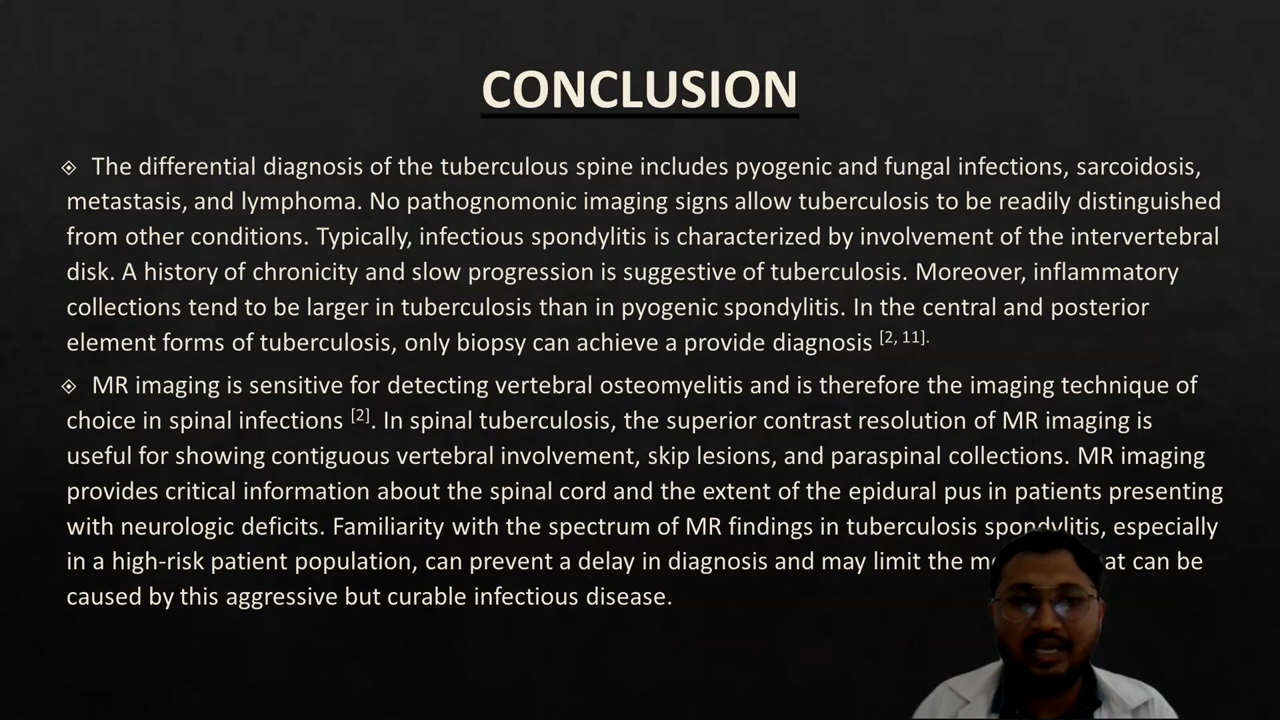 CONCLUSION
The differential diagnosis of the tuberculous spine includes pyogenic and fungal infections, sarcoidosis,
metastasis, and lymphoma. No pathognomonic imaging signs allow tuberculosis to be readily distinguished
from other conditions. Typically, infectious spondylitis is characterized by involvement of the intervertebral
disk. A history of chronicity and slow progression is suggestive of tuberculosis. Moreover, inflammatory
collections tend to be larger in tuberculosis than in pyogenic spondylitis. In the central and posterior
element forms of tuberculosis, only biopsy can achieve a provide diagnosis [2, 11].
MR imaging is sensitive for detecting vertebral osteomyelitis and is therefore the imaging technique of
choice in spinal infections [2]. In spinal tuberculosis, the superior contrast resolution of MR imaging is
useful for showing contiguous vertebral involvement, skip lesions, and paraspinal collections. MR imaging
provides critical information about the spinal cord and the extent of the epidural pus in patients presenting
with neurologic deficits. Familiarity with the spectrum of MR findings in tuberculosis spondylitis, especially
in a high-risk patient population, can prevent a delay in diagnosis and may limit the can be
caused by this aggressive but curable infectious disease.